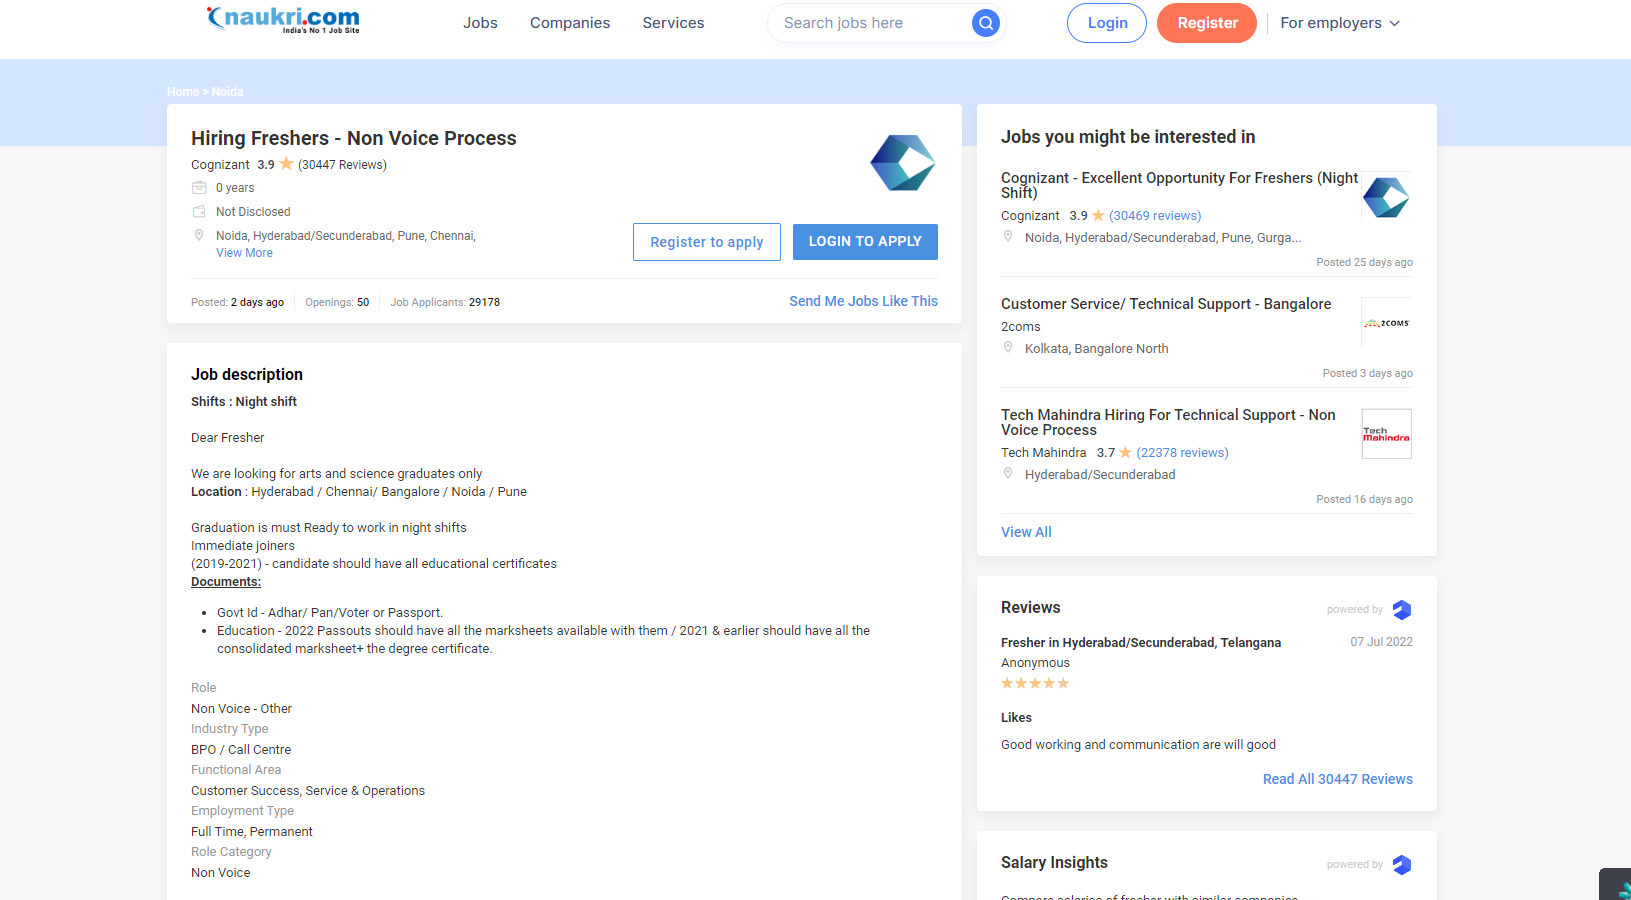 naukri.com
India's No 1 Job Site
Jobs
Companies
Services
Search jobs here
Login
Register
For employers
Home > Noida
Hiring Freshers - Non Voice Process
Cognizant 3.9 (30447 Reviews)
0 years
Not Disclosed
Noida, Hyderabad/Secunderabad, Pune, Chennai,
View More
Register to apply
LOGIN TO APPLY
Posted: 2 days ago
Openings: 50
Job Applicants: 29178
Send Me Jobs Like This
Job description
Shifts : Night shift
Dear Fresher
We are looking for arts and science graduates only
Location : Hyderabad / Chennai/ Bangalore / Noida / Pune
Graduation is must Ready to work in night shifts
Immediate joiners
(2019-2021) - candidate should have all educational certificates
Documents:
• Govt Id - Adhar/ Pan/Voter or Passport.
• Education - 2022 Passouts should have all the marksheets available with them / 2021 & earlier should have all the
consolidated marksheet+ the degree certificate.
Role
Non Voice - Other
Industry Type
BPO / Call Centre
Functional Area
Customer Success, Service & Operations
Employment Type
Full Time, Permanent
Role Category
Non Voice
Jobs you might be interested in
Cognizant - Excellent Opportunity For Freshers (Night
Shift)
Cognizant 3.9 (30469 reviews)
Noida, Hyderabad/Secunderabad, Pune, Gurga...
Posted 25 days ago
Customer Service/ Technical Support - Bangalore
2coms
2COMS
Kolkata, Bangalore North
Posted 3 days ago
Tech Mahindra Hiring For Technical Support - Non
Voice Process
Tech
Mahindra
Tech Mahindra 3.7 (22378 reviews)
Hyderabad/Secunderabad
Posted 16 days ago
View All
Reviews
powered by
Fresher in Hyderabad/Secunderabad, Telangana
07 Jul 2022
Anonymous
Likes
Good working and communication are will good
Read All 30447 Reviews
Salary Insights
powered by
Compare salaries of fresher with similar companies